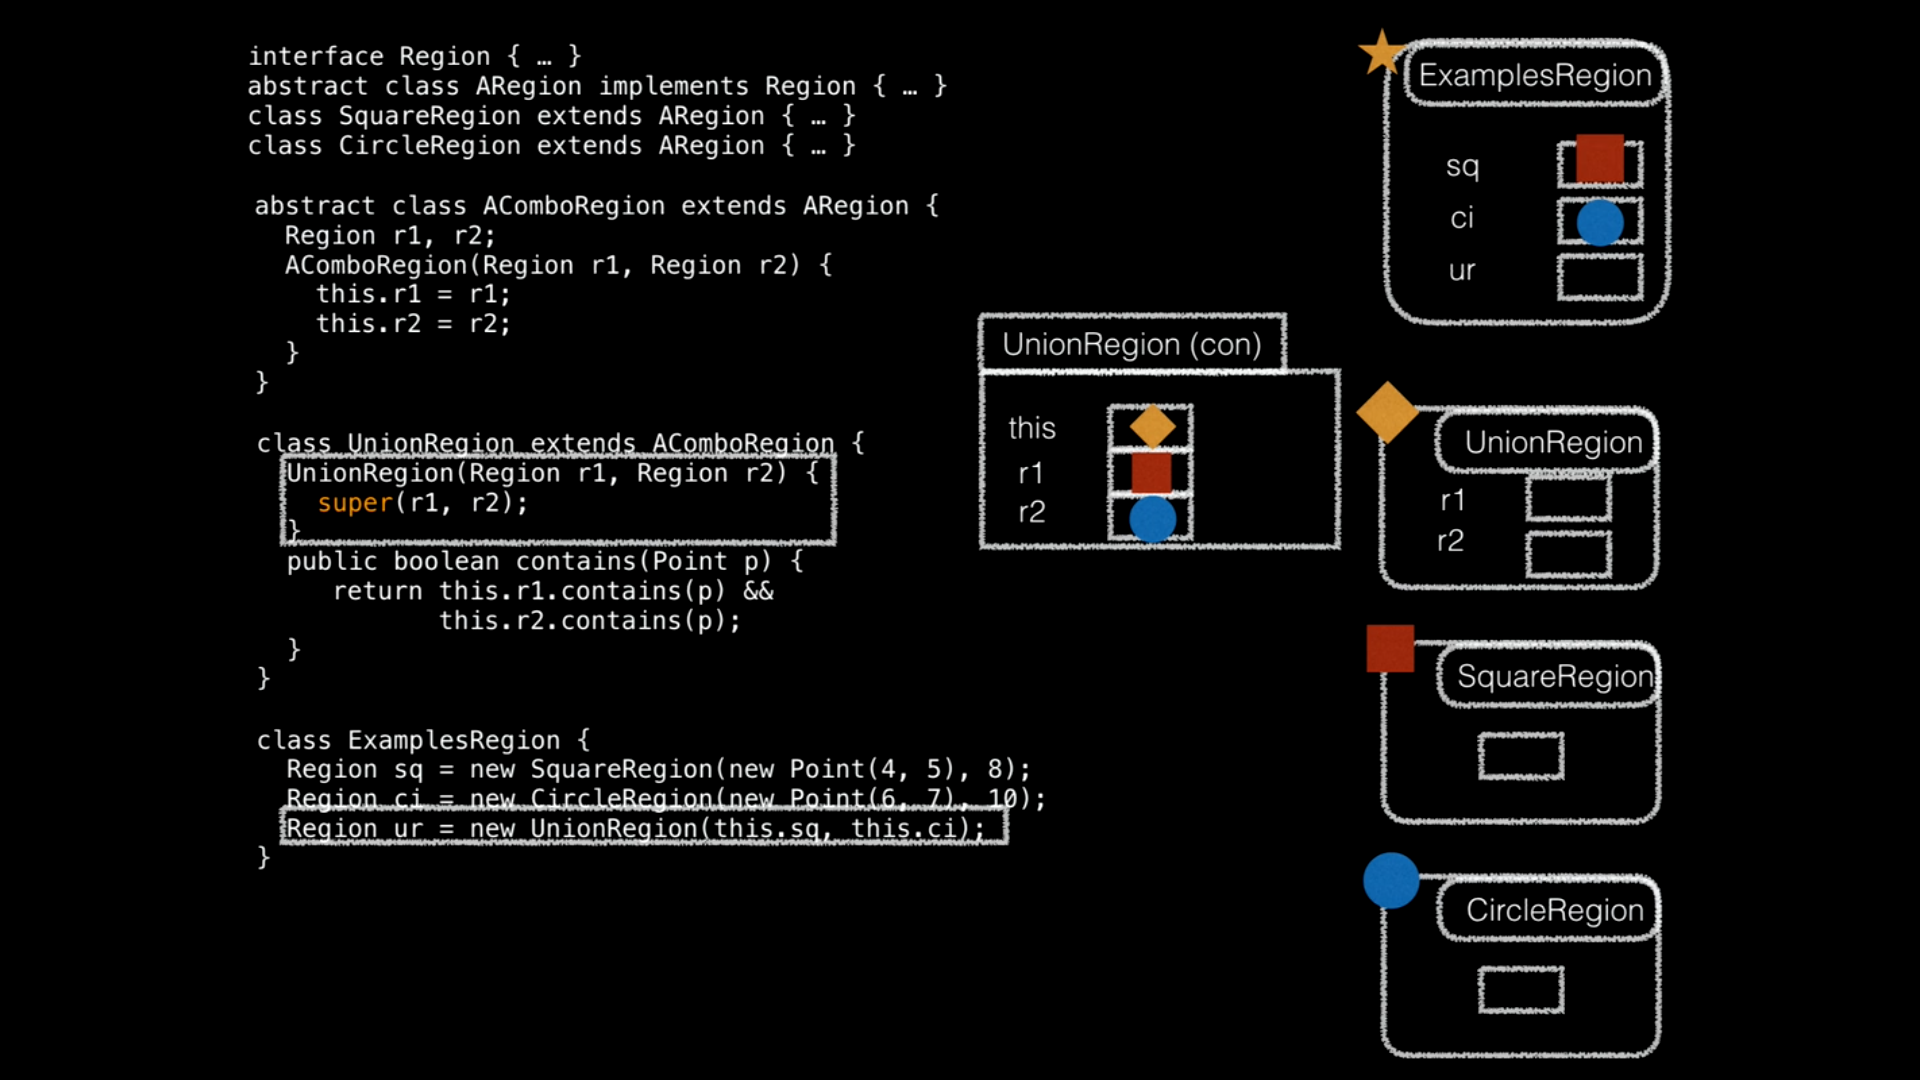 interface Region { … }
abstract class ARegion implements Region { … }
class SquareRegion extends ARegion { … }
class CircleRegion extends ARegion { … }
abstract class AComboRegion extends ARegion {
Region r1, r2;
AComboRegion(Region r1, Region r2) {
this.r1 = r1;
this.r2 = r2;
}
}
class UnionRegion extends AComboRegion {
UnionRegion(Region r1, Region r2) {
super(r1, r2);
}
public boolean contains(Point p) {
return this.r1.contains(p) &&
this.r2.contains(p);
}
}
class ExamplesRegion {
Region sq = new SquareRegion(new Point(4, 5), 8);
Region ci = new CircleRegion(new Point(6, 7), 10);
Region ur = new UnionRegion(this.sq, this.ci);
}
UnionRegion (con)
this
r1
r2
ExamplesRegion
sq
ci
ur
UnionRegion
r1
r2
SquareRegion
CircleRegion